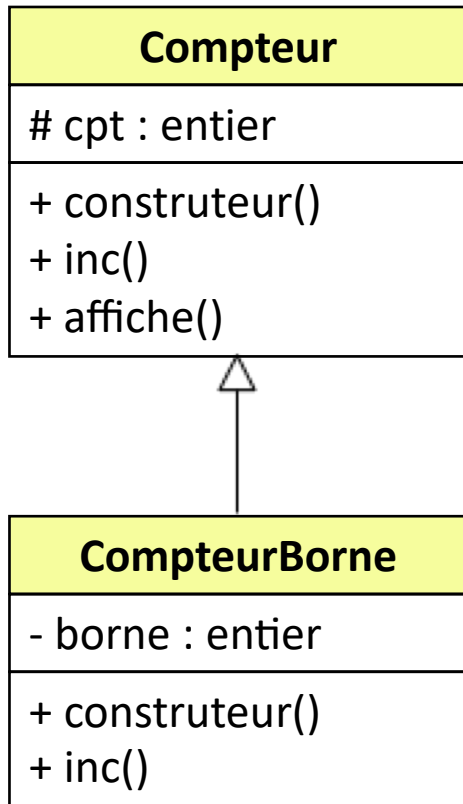 Compteur
# cpt : entier
+ construteur()
+ inc()
+ affiche()
CompteurBorne
- borne : entier
+ construteur()
+ inc()